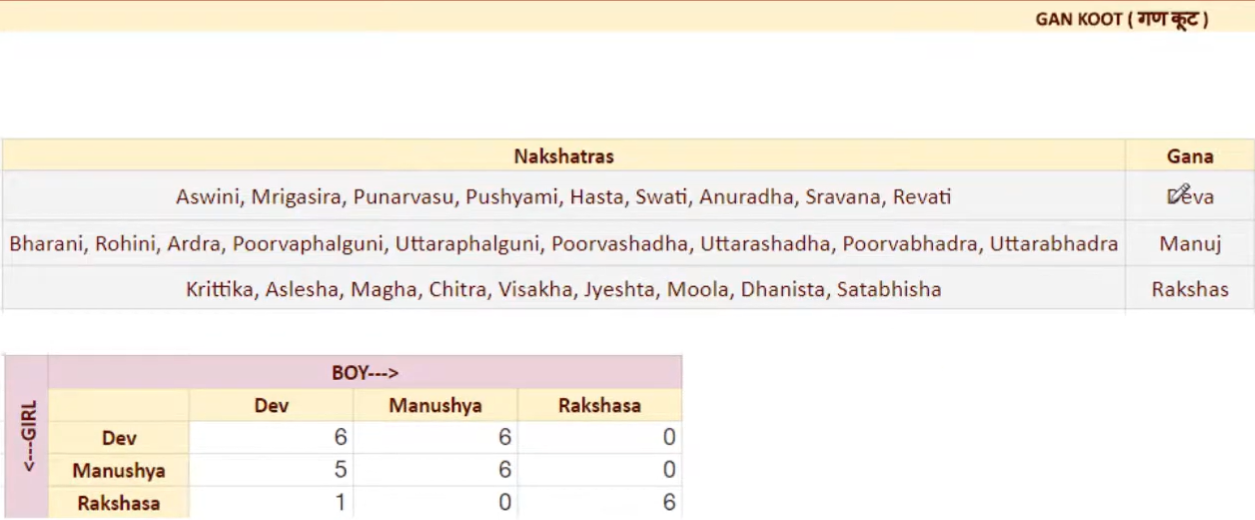 GAN KOOT ( गण कूट )
Nakshatras Gana
Aswini, Mrigasira, Punarvasu, Pushyami, Hasta, Swati, Anuradha, Sravana, Revati Deva
Bharani, Rohini, Ardra, Poorvaphalguni, Uttaraphalguni, Poorvashadha, Uttarashadha, Poorvabhadra, Uttarabhadra Manuj
Krittika, Aslesha, Magha, Chitra, Visakha, Jyeshta, Moola, Dhanista, Satabhisha Rakshas
<---GIRL
BOY--->
Dev Manushya Rakshasa
Dev 6 6 0
Manushya 5 6 0
Rakshasa 1 0 6